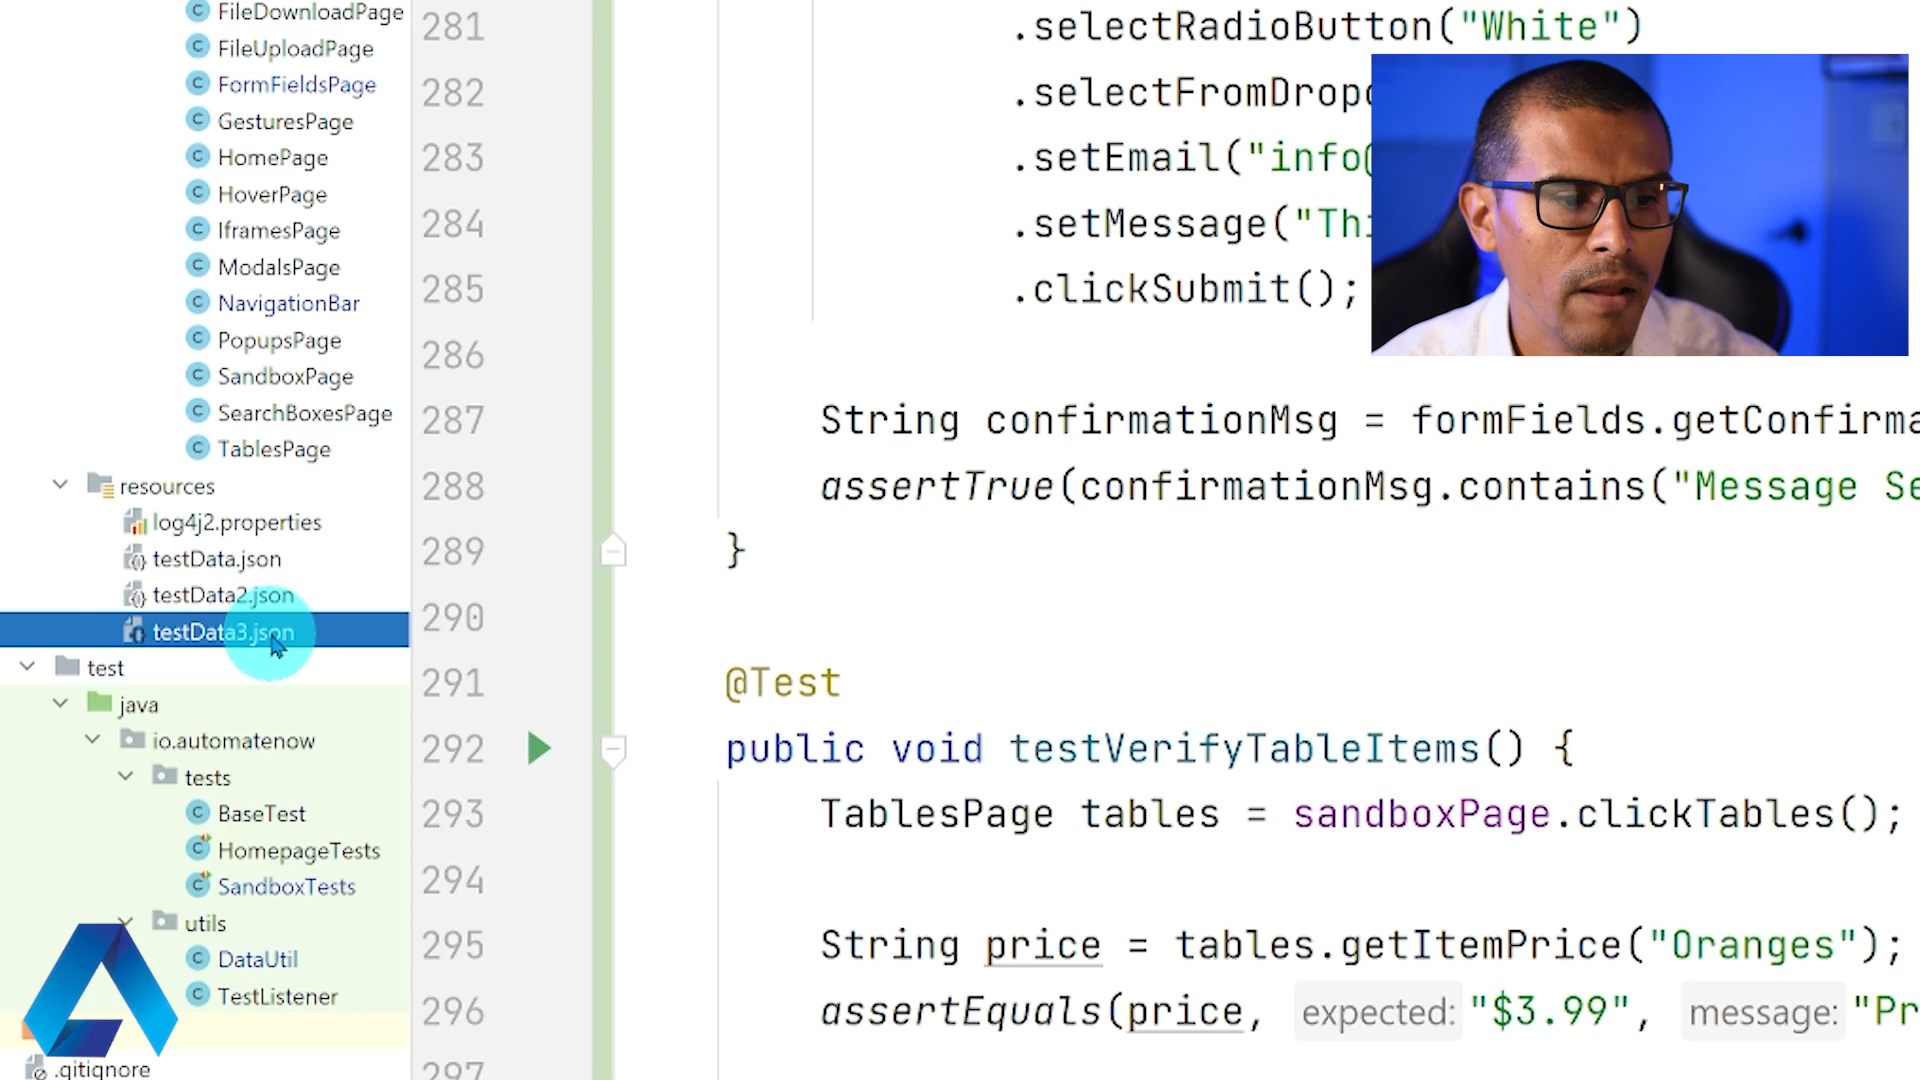 FileDownloadPage
FileUploadPage
FormFieldsPage
GesturesPage
HomePage
HoverPage
IframesPage
ModalsPage
NavigationBar
PopupsPage
SandboxPage
SearchBoxesPage
TablesPage
resources
log4j2.properties
testData.json
testData2.json
testData3.json
test
java
io.automatenow
tests
BaseTest
HomepageTests
SandboxTests
utils
DataUtil
TestListener
.gitignore
281 .selectRadioButton("White")
282 .selectFromDropd
283 .setEmail("info@
284 .setMessage("Thi
285 .clickSubmit();
286
287 String confirmationMsg = formFields.getConfirma
288 assertTrue(confirmationMsg.contains("Message Se
289 }
290
291 @Test
292 public void testVerifyTableItems() {
293 TablesPage tables = sandboxPage.clickTables();
294
295 String price = tables.getItemPrice("Oranges");
296 assertEquals(price, expected: "$3.99", message: "Pr
297